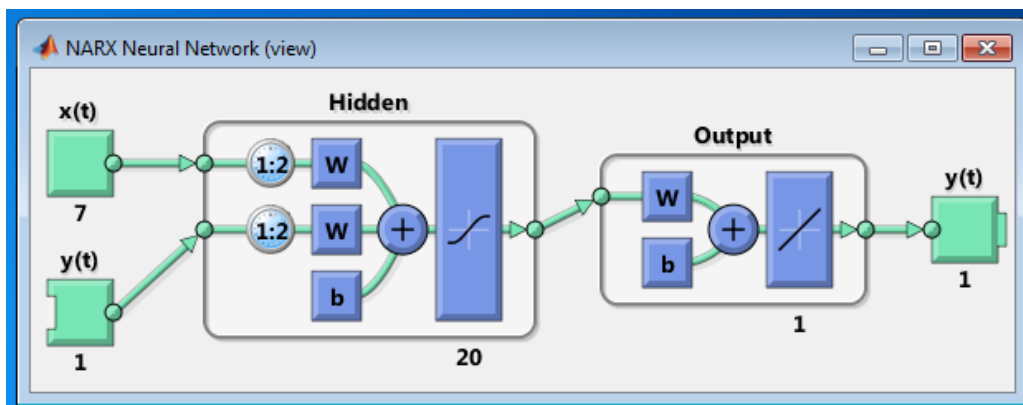 NARX Neural Network (view)
Hidden
x(t)
1:2
W
7
Output
y(t)
1:2
W
W
y(t)
b
b
1
1
1
20